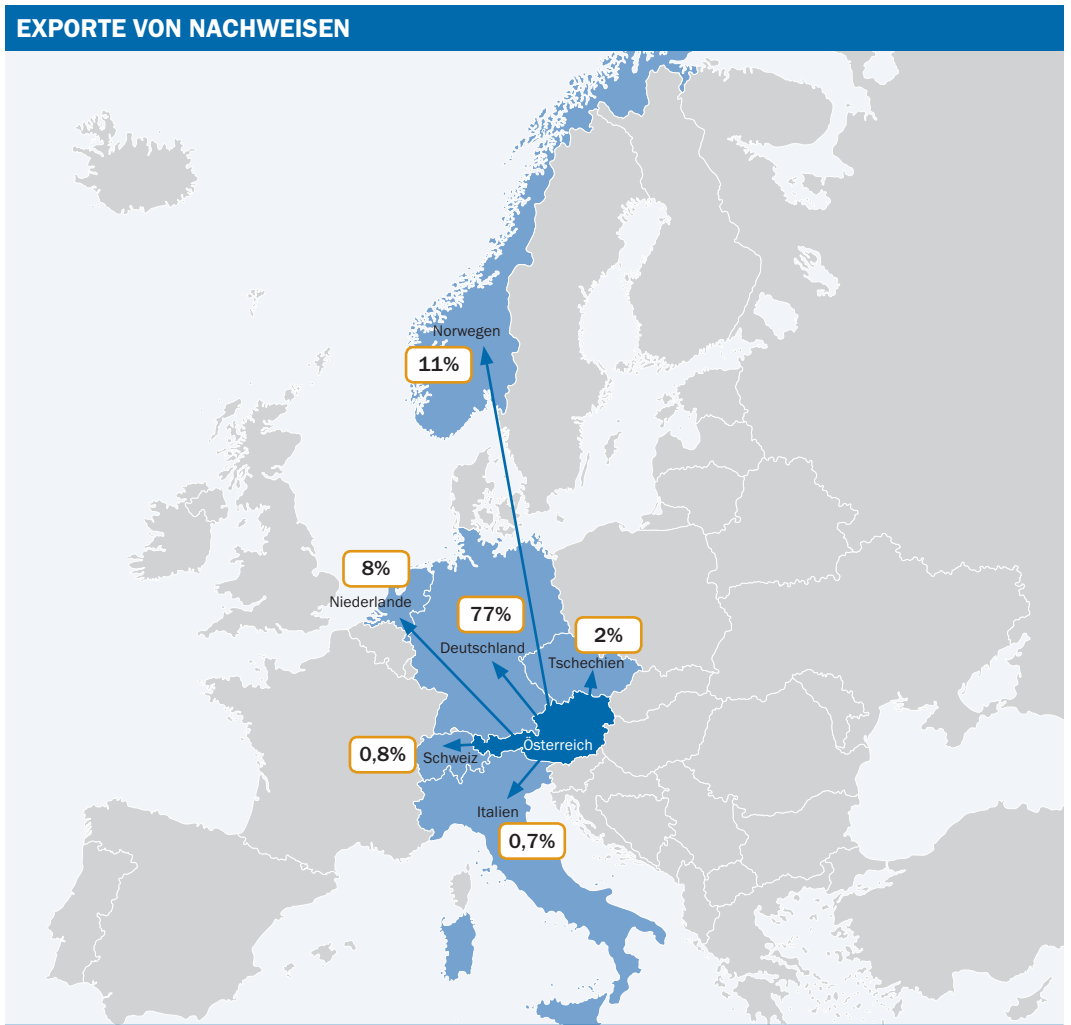 EXPORTE VON NACHWEISEN
Norwegen
11%
8%
Niederlande
77%
Deutschland
2%
Tschechien
Österreich
0,8%
Schweiz
Italien
0,7%